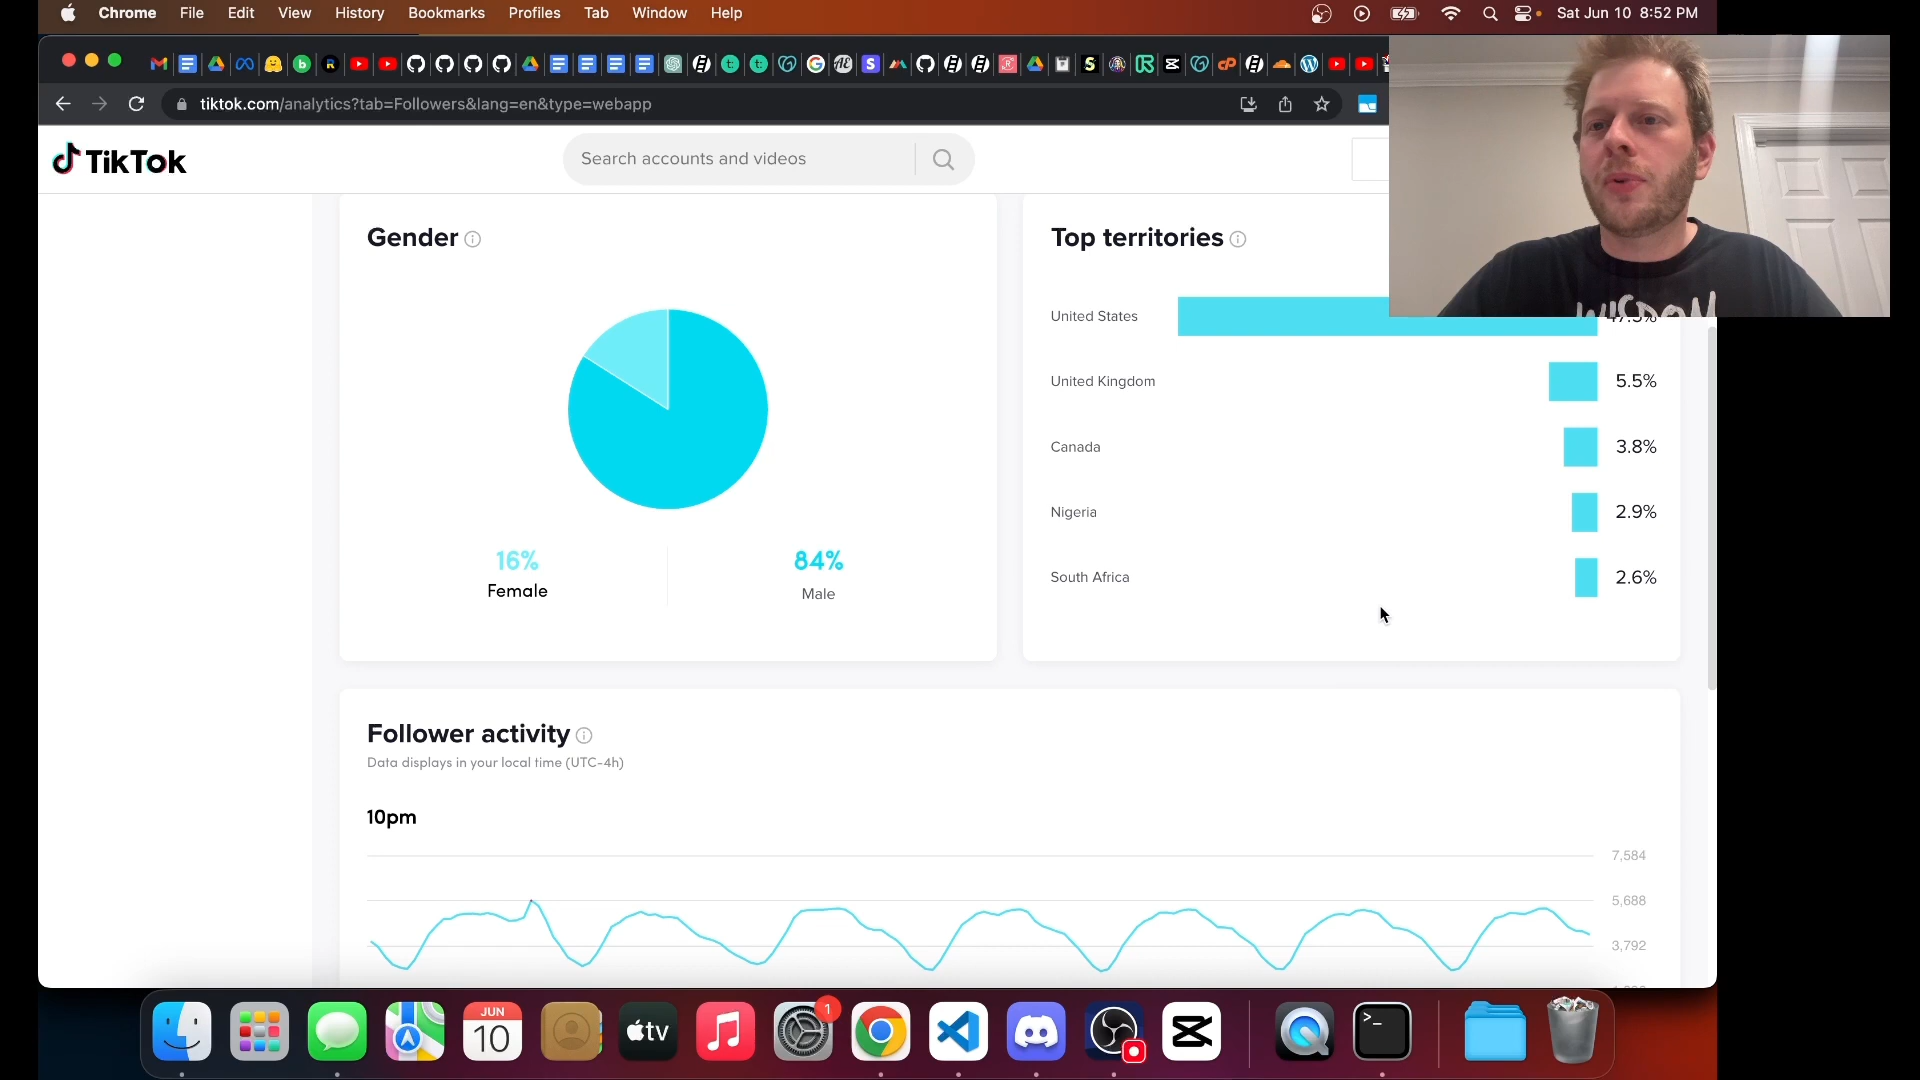 Chrome File Edit View History Bookmarks Profiles Tab Window Help Sat Jun 10 8:52 PM
tiktok.com/analytics?tab=Followers&lang=en&type=webapp
TikTok
Search accounts and videos
WISDOM
Gender
16%
Female
84%
Male
Top territories
United States
United Kingdom 5.5%
Canada 3.8%
Nigeria 2.9%
South Africa 2.6%
Follower activity
Data displays in your local time (UTC-4h)
10pm
7,584
5,688
3,792
JUN
10
tv
1
>_